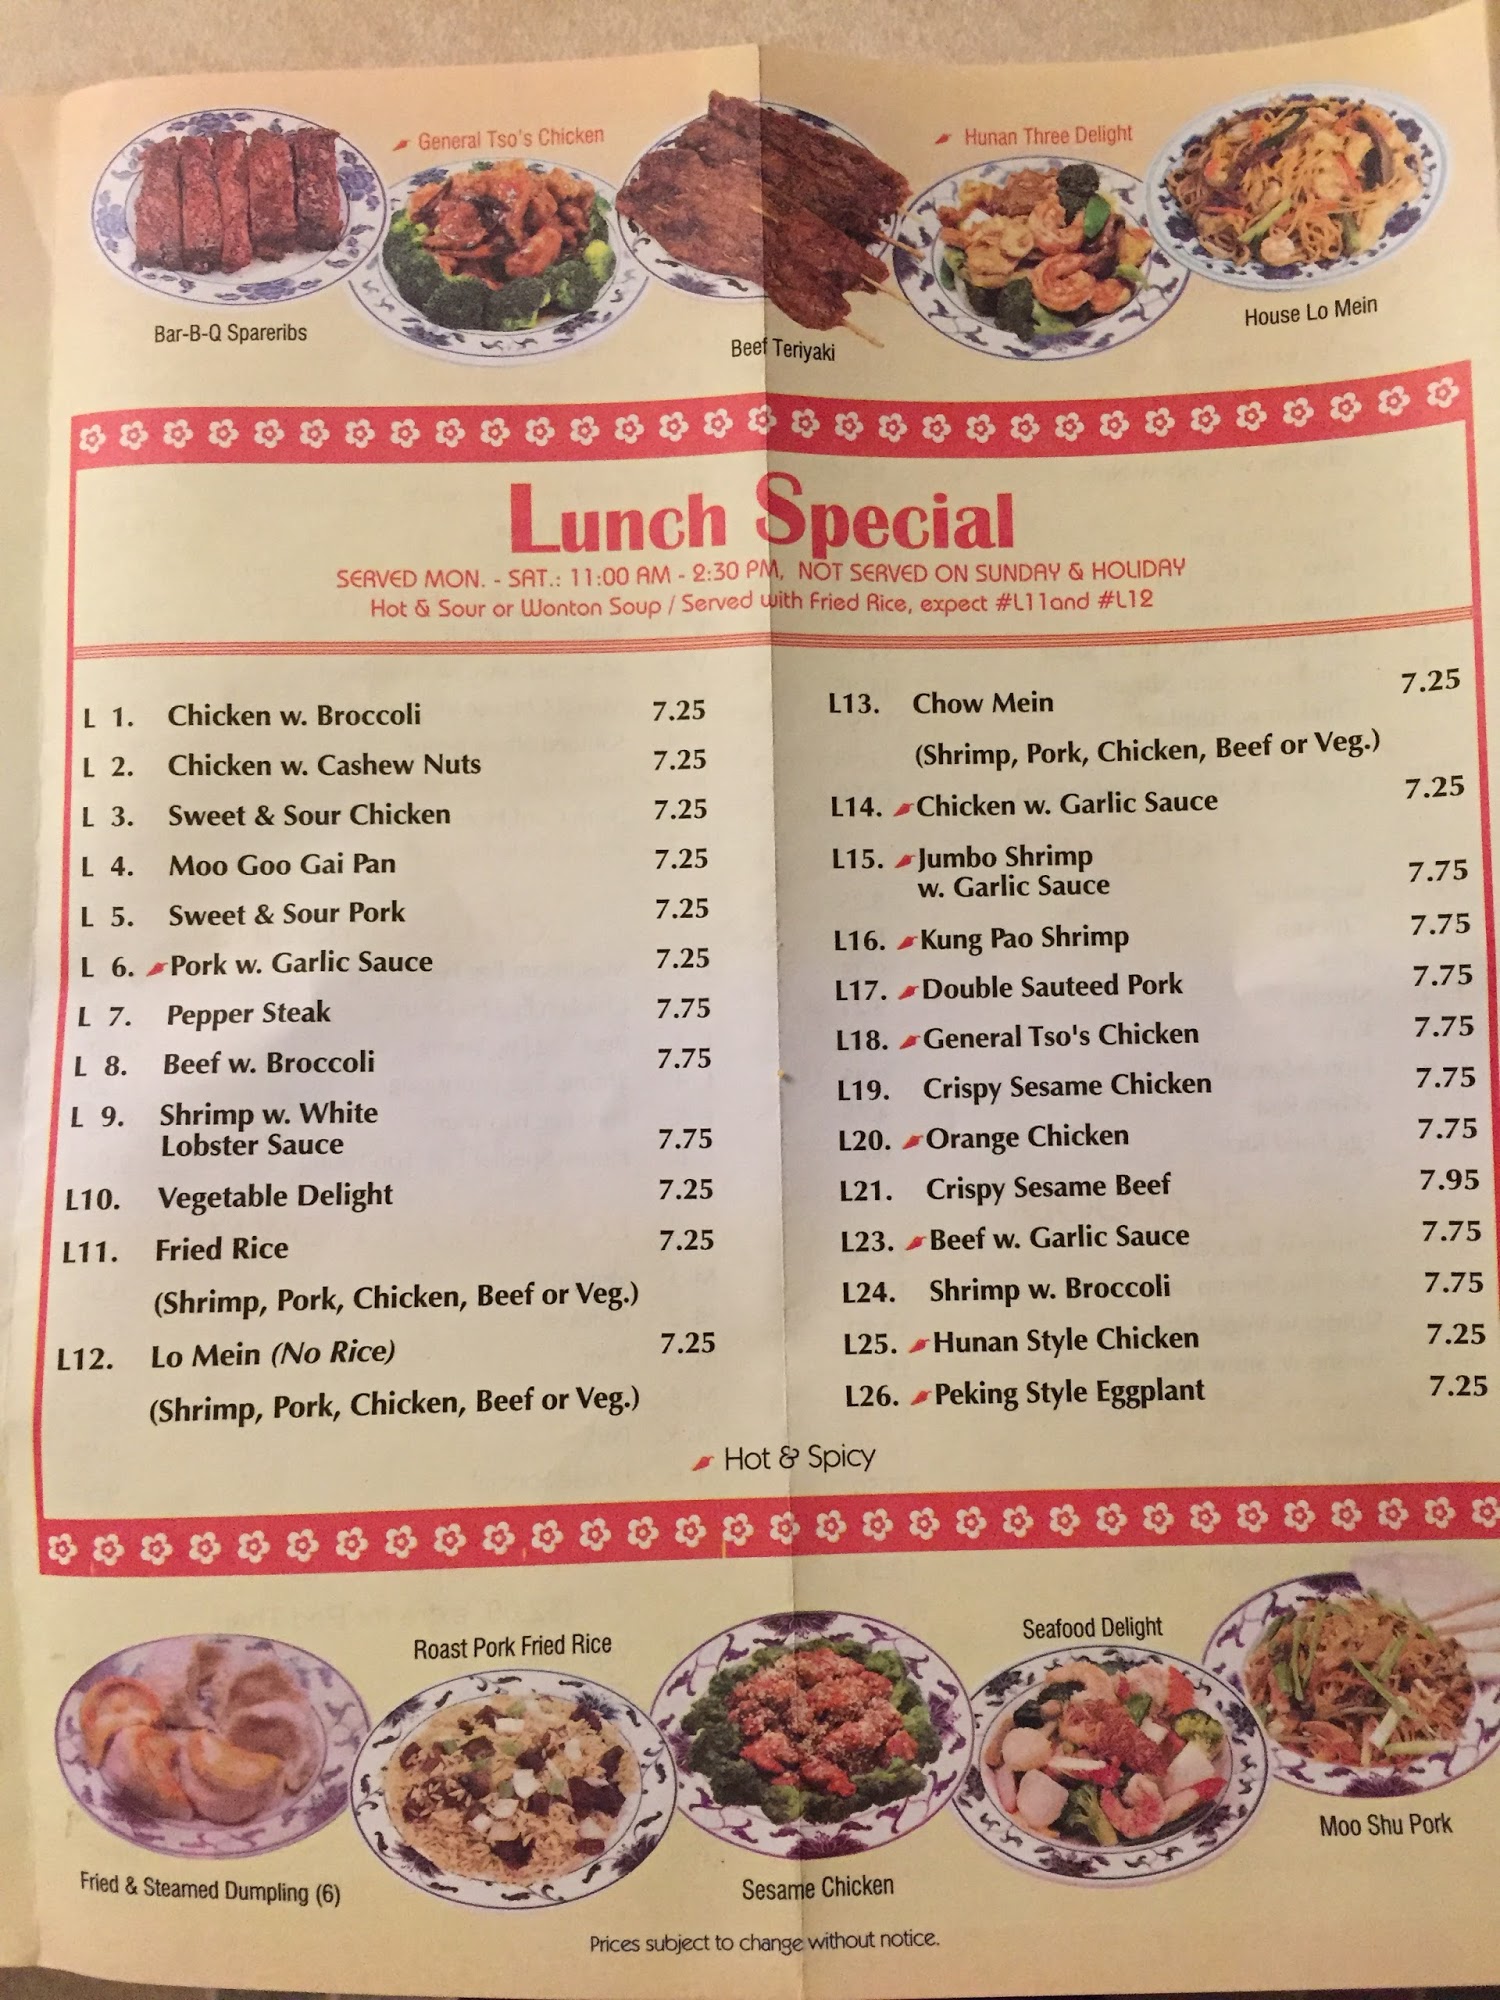 General Tso's Chicken
Hunan Three Delight
Bar-B-Q Spareribs
Beef Teriyaki
House Lo Mein
Lunch Special
SERVED MON. - SAT.: 11:00 AM - 2:30 PM, NOT SERVED ON SUNDAY & HOLIDAY
Hot & Sour or Wonton Soup / Served with Fried Rice, expect #L11and #L12
L 1. Chicken w. Broccoli 7.25
L 2. Chicken w. Cashew Nuts 7.25
L 3. Sweet & Sour Chicken 7.25
L 4. Moo Goo Gai Pan 7.25
L 5. Sweet & Sour Pork 7.25
L 6. Pork w. Garlic Sauce 7.25
L 7. Pepper Steak 7.75
L 8. Beef w. Broccoli 7.75
L 9. Shrimp w. White
Lobster Sauce 7.75
L10. Vegetable Delight 7.25
L11. Fried Rice 7.25
(Shrimp, Pork, Chicken, Beef or Veg.)
L12. Lo Mein (No Rice) 7.25
(Shrimp, Pork, Chicken, Beef or Veg.)
L13. Chow Mein 7.25
(Shrimp, Pork, Chicken, Beef or Veg.)
L14. Chicken w. Garlic Sauce 7.25
L15. Jumbo Shrimp
w. Garlic Sauce 7.75
L16. Kung Pao Shrimp 7.75
L17. Double Sauteed Pork 7.75
L18. General Tso's Chicken 7.75
L19. Crispy Sesame Chicken 7.75
L20. Orange Chicken 7.75
L21. Crispy Sesame Beef 7.95
L23. Beef w. Garlic Sauce 7.75
L24. Shrimp w. Broccoli 7.75
L25. Hunan Style Chicken 7.25
L26. Peking Style Eggplant 7.25
Hot & Spicy
Roast Pork Fried Rice
Seafood Delight
Fried & Steamed Dumpling (6)
Sesame Chicken
Moo Shu Pork
Prices subject to change without notice.